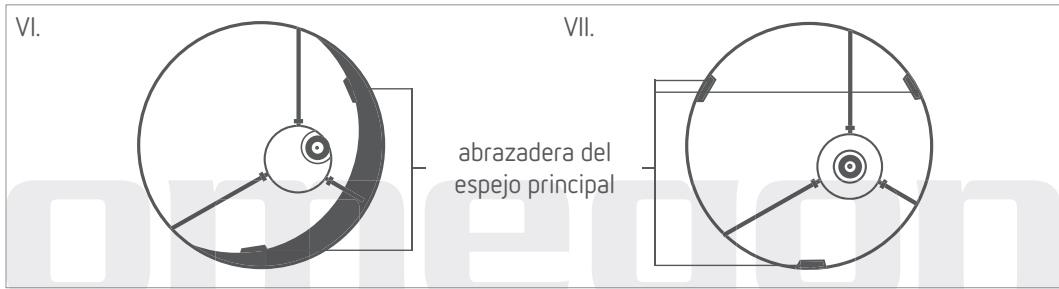 VI.
VII.
abrazadera del
espejo principal
omegon